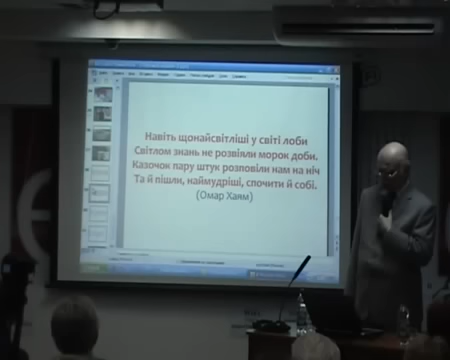 Навіть щонайсвітліші у світі лоби
Світлом знань не розвіяли морок доби.
Казочок пару штук розповіли нам на ніч
Та й пішли, наймудріші, спочити й собі.
(Омар Хаям)